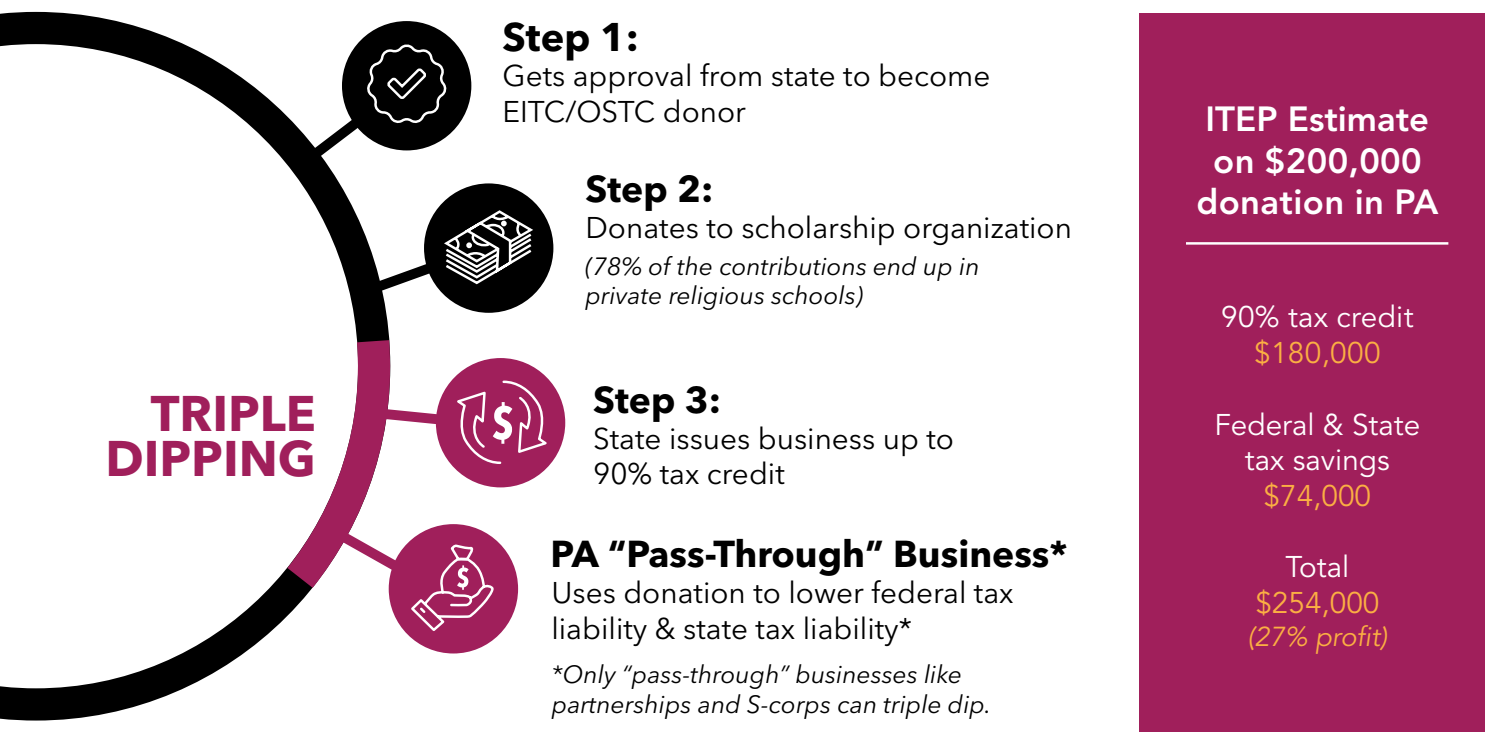 TRIPLE
DIPPING
Step 1:
Gets approval from state to become
EITC/OSTC donor
Step 2:
Donates to scholarship organization
(78% of the contributions end up in
private religious schools)
$
Step 3:
State issues business up to
90% tax credit
$
PA “Pass-Through” Business*
Uses donation to lower federal tax
liability & state tax liability*
*Only “pass-through” businesses like
partnerships and S-corps can triple dip.
ITEP Estimate
on $200,000
donation in PA
90% tax credit
$180,000
Federal & State
tax savings
$74,000
Total
$254,000
(27% profit)